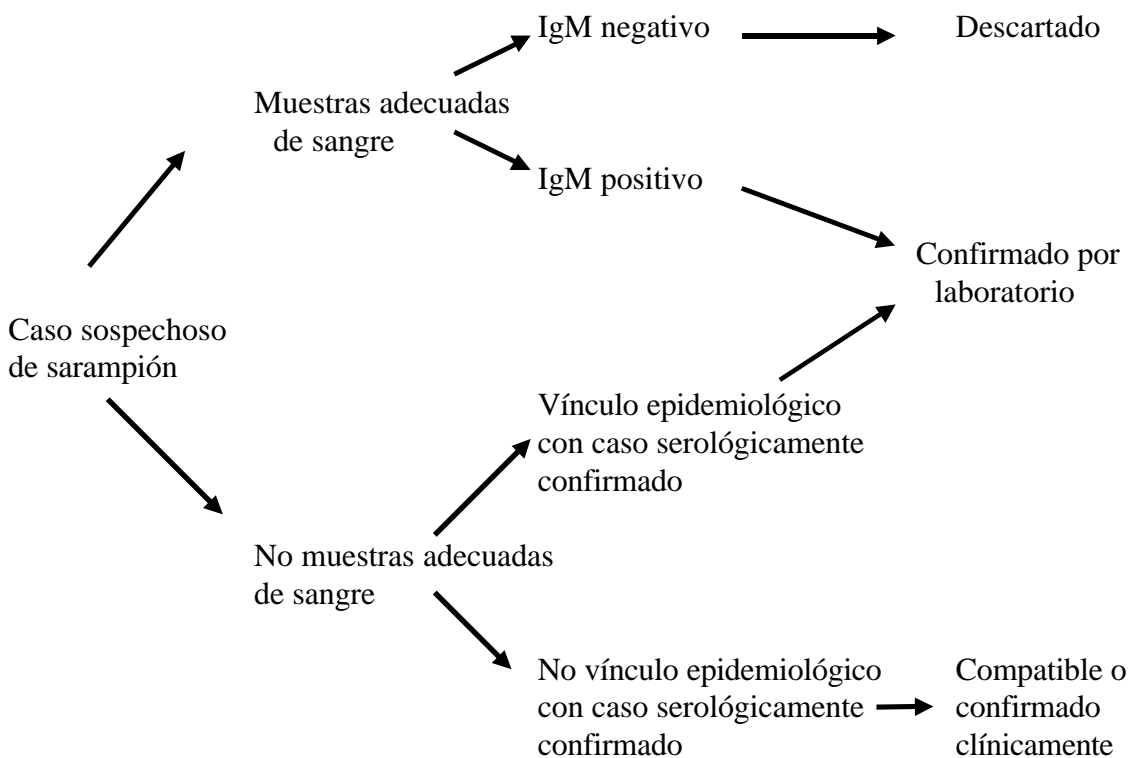 IgM negativo
Descartado
Muestras adecuadas
de sangre
IgM positivo
Confirmado por
laboratorio
Caso sospechoso
de sarampión
Vínculo epidemiológico
con caso serológicamente
confirmado
No muestras adecuadas
de sangre
No vínculo epidemiológico
con caso serológicamente
confirmado
Compatible o
confirmado
clínicamente